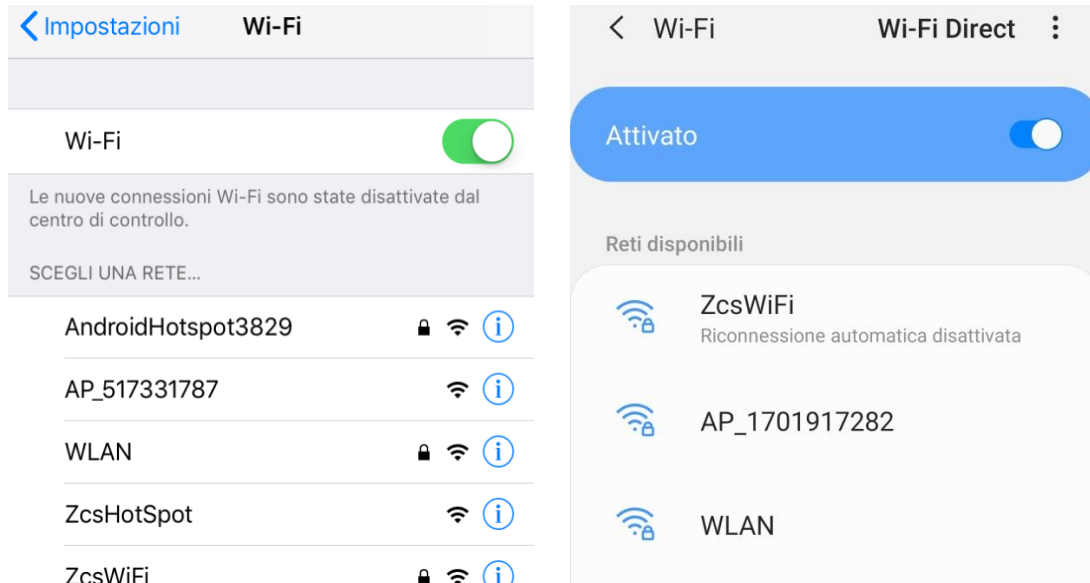 Impostazioni
Wi-Fi
Wi-Fi
Le nuove connessioni Wi-Fi sono state disattivate dal
centro di controllo.
SCEGLI UNA RETE...
AndroidHotspot3829
AP_517331787
WLAN
ZcsHotSpot
ZcsWiFi
Wi-Fi
Wi-Fi Direct
Attivato
Reti disponibili
ZcsWiFi
Riconnessione automatica disattivata
AP_1701917282
WLAN